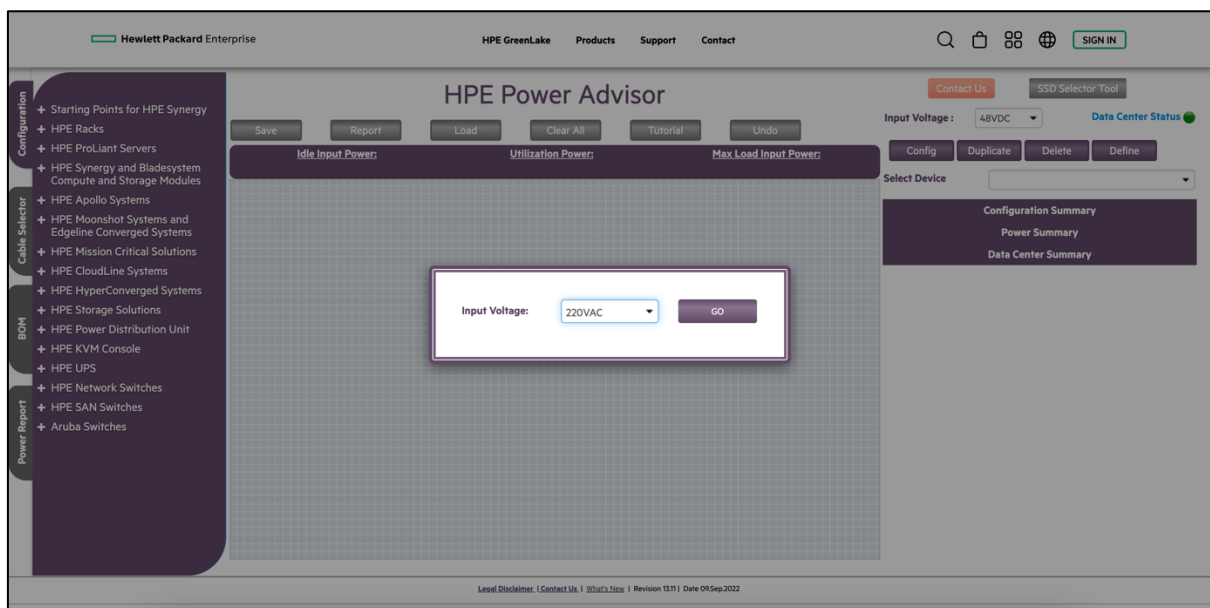 Hewlett Packard Enterprise
HPE GreenLake Products Support Contact
SIGN IN
Configuration
Cable Selector
BOM
Power Report
+ Starting Points for HPE Synergy
+ HPE Racks
+ HPE ProLiant Servers
+ HPE Synergy and Bladesystem
Compute and Storage Modules
+ HPE Apollo Systems
+ HPE Moonshot Systems and
Edgeline Converged Systems
+ HPE Mission Critical Solutions
+ HPE CloudLine Systems
+ HPE HyperConverged Systems
+ HPE Storage Solutions
+ HPE Power Distribution Unit
+ HPE KVM Console
+ HPE UPS
+ HPE Network Switches
+ HPE SAN Switches
+ Aruba Switches
HPE Power Advisor
Save Report Load Clear All Tutorial Undo
Idle Input Power: Utilization Power: Max Load Input Power:
Input Voltage: 220VAC GO
Contact Us SSD Selector Tool
Input Voltage : 48VDC Data Center Status
Config Duplicate Delete Define
Select Device
Configuration Summary
Power Summary
Data Center Summary
Legal Disclaimer | Contact Us | What's New | Revision 13.11 | Date 09.Sep.2022